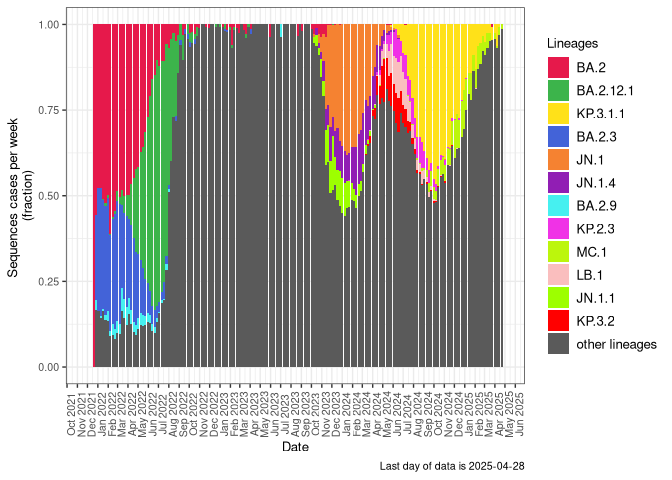 1.00
0.75
0.50
0.25
0.00
Sequences cases per week
(fraction)
Oct 2021
Nov 2021
Dec 2021
Jan 2022
Feb 2022
Mar 2022
Apr 2022
May 2022
Jun 2022
Jul 2022
Aug 2022
Sep 2022
Oct 2022
Nov 2022
Dec 2022
Jan 2023
Feb 2023
Mar 2023
Apr 2023
May 2023
Jun 2023
Jul 2023
Aug 2023
Sep 2023
Oct 2023
Nov 2023
Dec 2023
Jan 2024
Feb 2024
Mar 2024
Apr 2024
May 2024
Jun 2024
Jul 2024
Aug 2024
Sep 2024
Oct 2024
Nov 2024
Dec 2024
Jan 2025
Feb 2025
Mar 2025
Apr 2025
May 2025
Jun 2025
Date
Lineages
BA.2
BA.2.12.1
KP.3.1.1
BA.2.3
JN.1
JN.1.4
BA.2.9
KP.2.3
MC.1
LB.1
JN.1.1
KP.3.2
other lineages
Last day of data is 2025-04-28